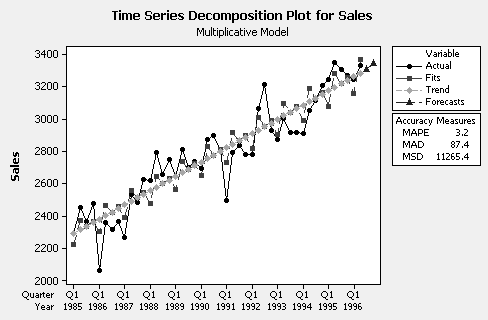 Time Series Decomposition Plot for Sales
Multiplicative Model
3400
3200
3000
2800
2600
2400
2200
2000
Sales
Quarter Q1 Q1 Q1 Q1 Q1 Q1 Q1 Q1 Q1 Q1 Q1 Q1
Year 1985 1986 1987 1988 1989 1990 1991 1992 1993 1994 1995 1996
Variable
Actual
Fits
Trend
Forecasts
Accuracy Measures
MAPE 3.2
MAD 87.4
MSD 11265.4